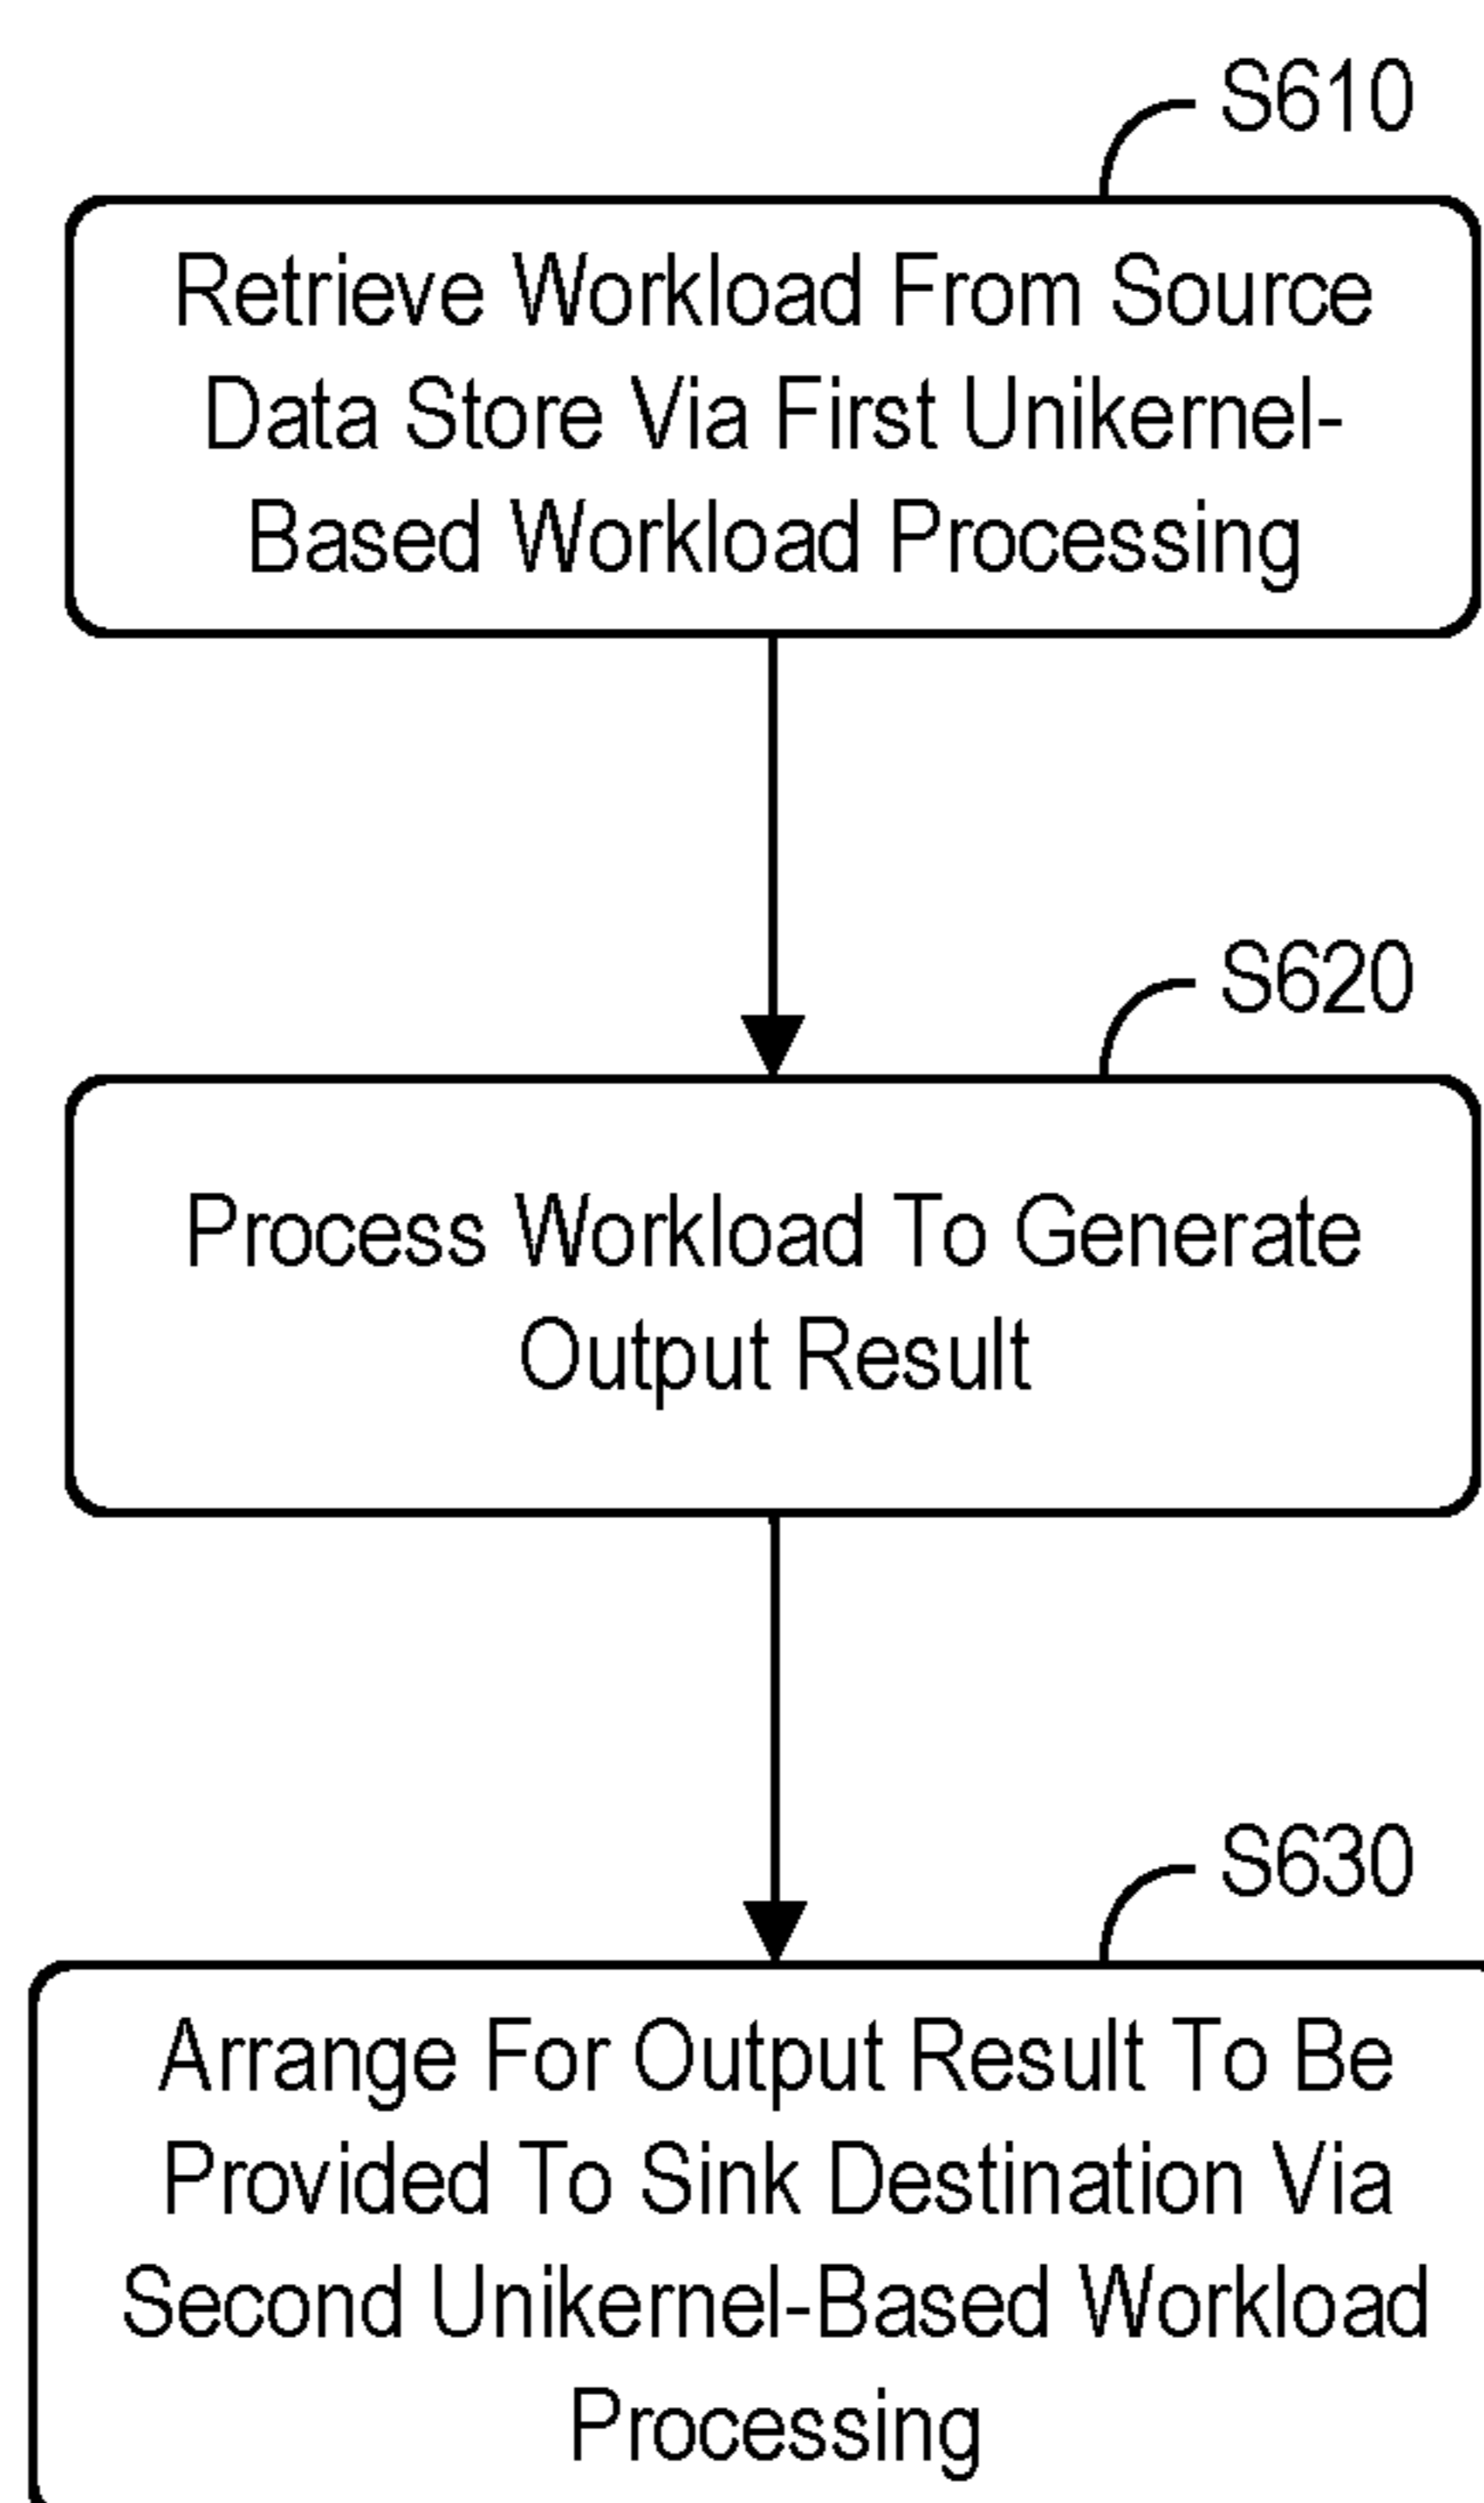 S610
Retrieve Workload From Source
Data Store Via First Unikernel-
Based Workload Processing
S620
Process Workload To Generate
Output Result
S630
Arrange For Output Result To Be
Provided To Sink Destination Via
Second Unikernel-Based Workload
Processing